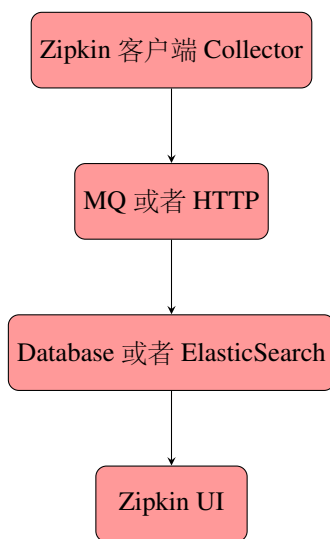 Zipkin 客户端 Collector
MQ 或者 HTTP
Database 或者 ElasticSearch
Zipkin UI